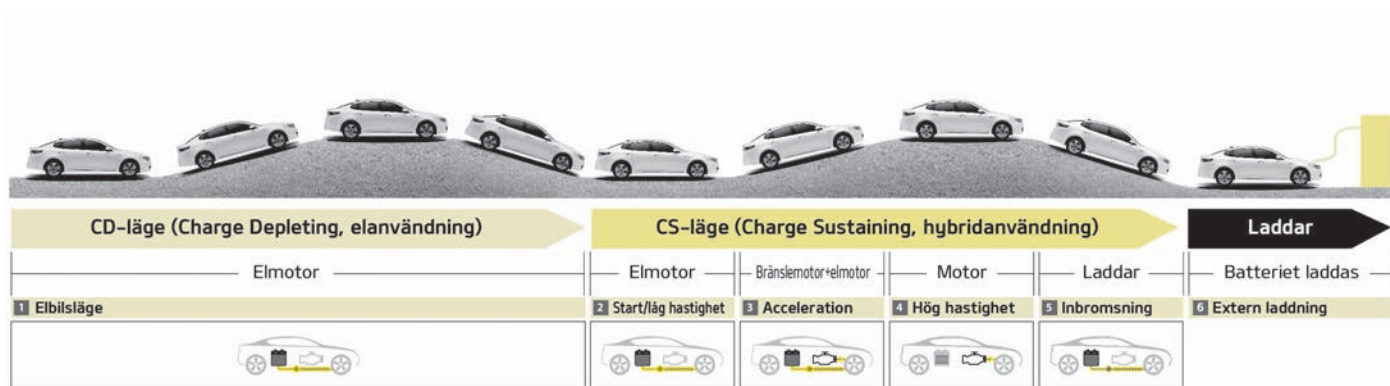 CD-läge (Charge Depleting, elanvändning)
CS-läge (Charge Sustaining, hybridanvändning)
Laddar
Elmotor
Elmotor
Bränslemotor+elmotor
Motor
Laddar
Batteriet laddas
1 Elbilsläge
2 Start/låg hastighet
3 Acceleration
4 Hög hastighet
5 Inbromsning
6 Extern laddning